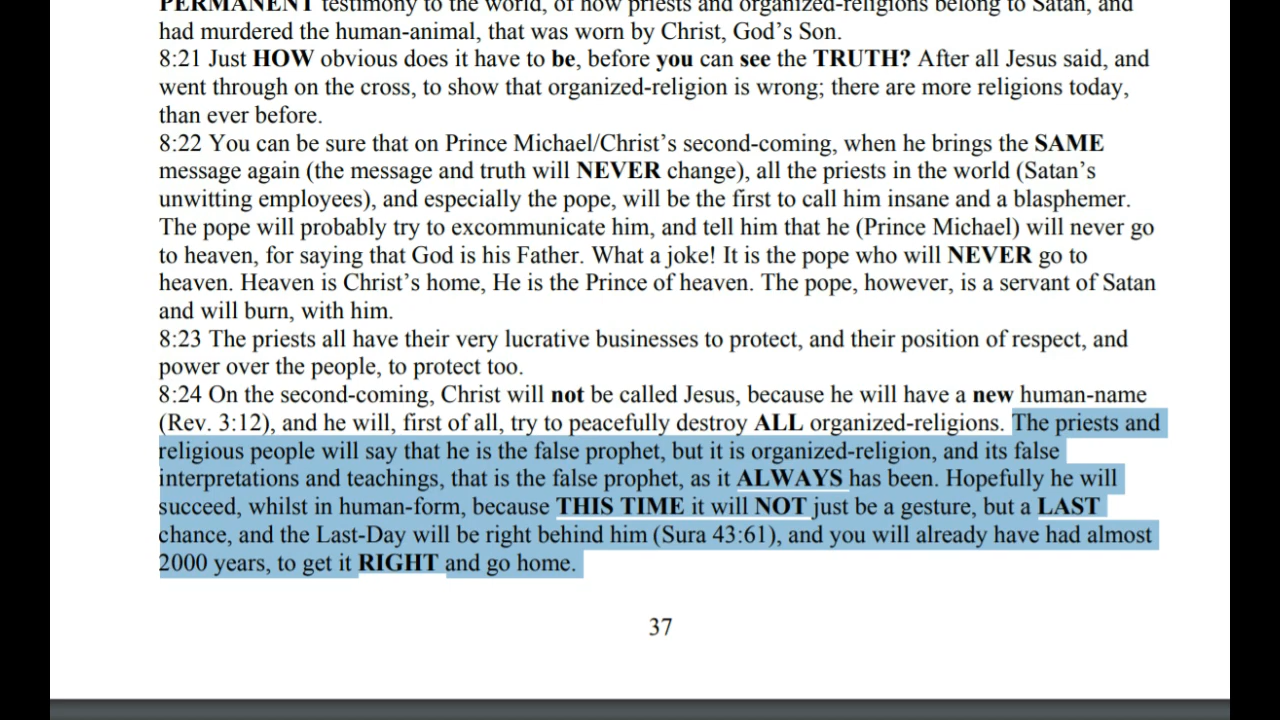 PERMANENT testimony to the world, of how priests and organized-religions belong to Satan, and
had murdered the human-animal, that was worn by Christ, God’s Son.
8:21 Just HOW obvious does it have to be, before you can see the TRUTH? After all Jesus said, and
went through on the cross, to show that organized-religion is wrong; there are more religions today,
than ever before.
8:22 You can be sure that on Prince Michael/Christ’s second-coming, when he brings the SAME
message again (the message and truth will NEVER change), all the priests in the world (Satan’s
unwitting employees), and especially the pope, will be the first to call him insane and a blasphemer.
The pope will probably try to excommunicate him, and tell him that he (Prince Michael) will never go
to heaven, for saying that God is his Father. What a joke! It is the pope who will NEVER go to
heaven. Heaven is Christ’s home, He is the Prince of heaven. The pope, however, is a servant of Satan
and will burn, with him.
8:23 The priests all have their very lucrative businesses to protect, and their position of respect, and
power over the people, to protect too.
8:24 On the second-coming, Christ will not be called Jesus, because he will have a new human-name
(Rev. 3:12), and he will, first of all, try to peacefully destroy ALL organized-religions. The priests and
religious people will say that he is the false prophet, but it is organized-religion, and its false
interpretations and teachings, that is the false prophet, as it ALWAYS has been. Hopefully he will
succeed, whilst in human-form, because THIS TIME it will NOT just be a gesture, but a LAST
chance, and the Last-Day will be right behind him (Sura 43:61), and you will already have had almost
2000 years, to get it RIGHT and go home.
37